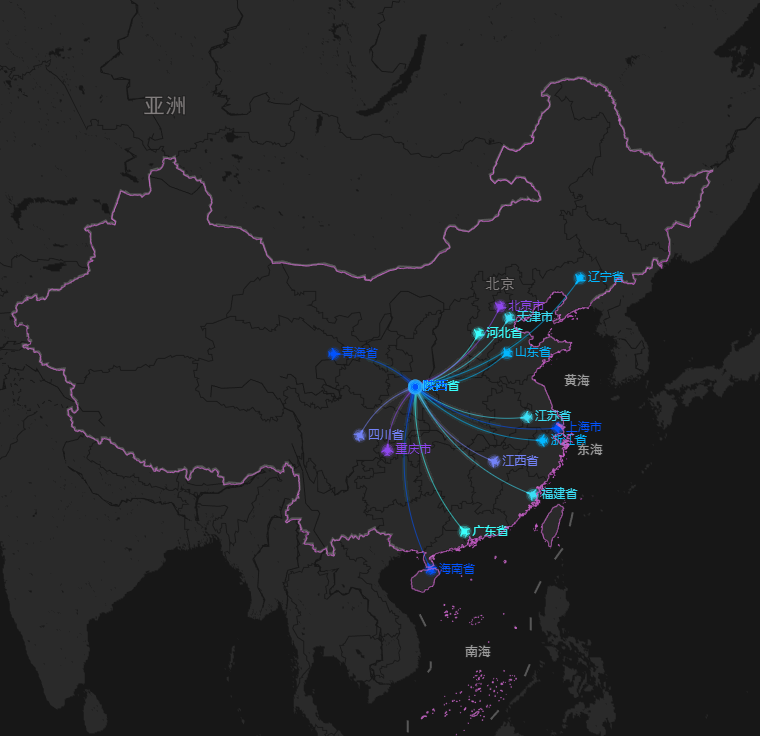 亚洲
辽宁省
北京
北京市
天津市
河北省
山东省
青海省
陕西省
黄海
江苏省
上海市
四川省
浙江省
重庆市
东海
江西省
福建省
广东省
海南省
南海